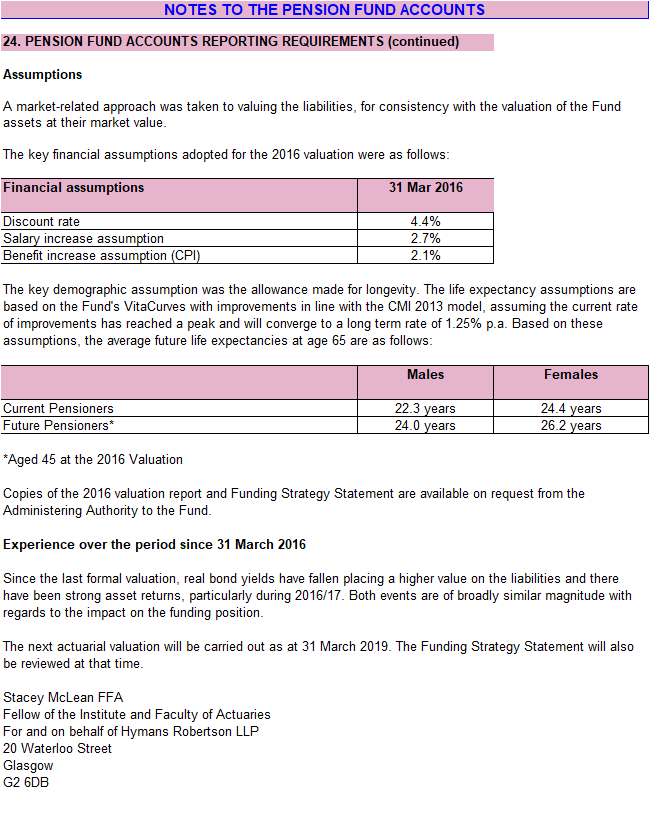 NOTES TO THE PENSION FUND ACCOUNTS
24. PENSION FUND ACCOUNTS REPORTING REQUIREMENTS (continued)
Assumptions
A market-related approach was taken to valuing the liabilities, for consistency with the valuation of the Fund
assets at their market value.
The key financial assumptions adopted for the 2016 valuation were as follows:
Financial assumptions 31 Mar 2016
Discount rate 4.4%
Salary increase assumption 2.7%
Benefit increase assumption (CPI) 2.1%
The key demographic assumption was the allowance made for longevity. The life expectancy assumptions are
based on the Fund's VitaCurves with improvements in line with the CMI 2013 model, assuming the current rate
of improvements has reached a peak and will converge to a long term rate of 1.25% p.a. Based on these
assumptions, the average future life expectancies at age 65 are as follows:
Males Females
Current Pensioners 22.3 years 24.4 years
Future Pensioners* 24.0 years 26.2 years
*Aged 45 at the 2016 Valuation
Copies of the 2016 valuation report and Funding Strategy Statement are available on request from the
Administering Authority to the Fund.
Experience over the period since 31 March 2016
Since the last formal valuation, real bond yields have fallen placing a higher value on the liabilities and there
have been strong asset returns, particularly during 2016/17. Both events are of broadly similar magnitude with
regards to the impact on the funding position.
The next actuarial valuation will be carried out as at 31 March 2019. The Funding Strategy Statement will also
be reviewed at that time.
Stacey McLean FFA
Fellow of the Institute and Faculty of Actuaries
For and on behalf of Hymans Robertson LLP
20 Waterloo Street
Glasgow
G2 6DB